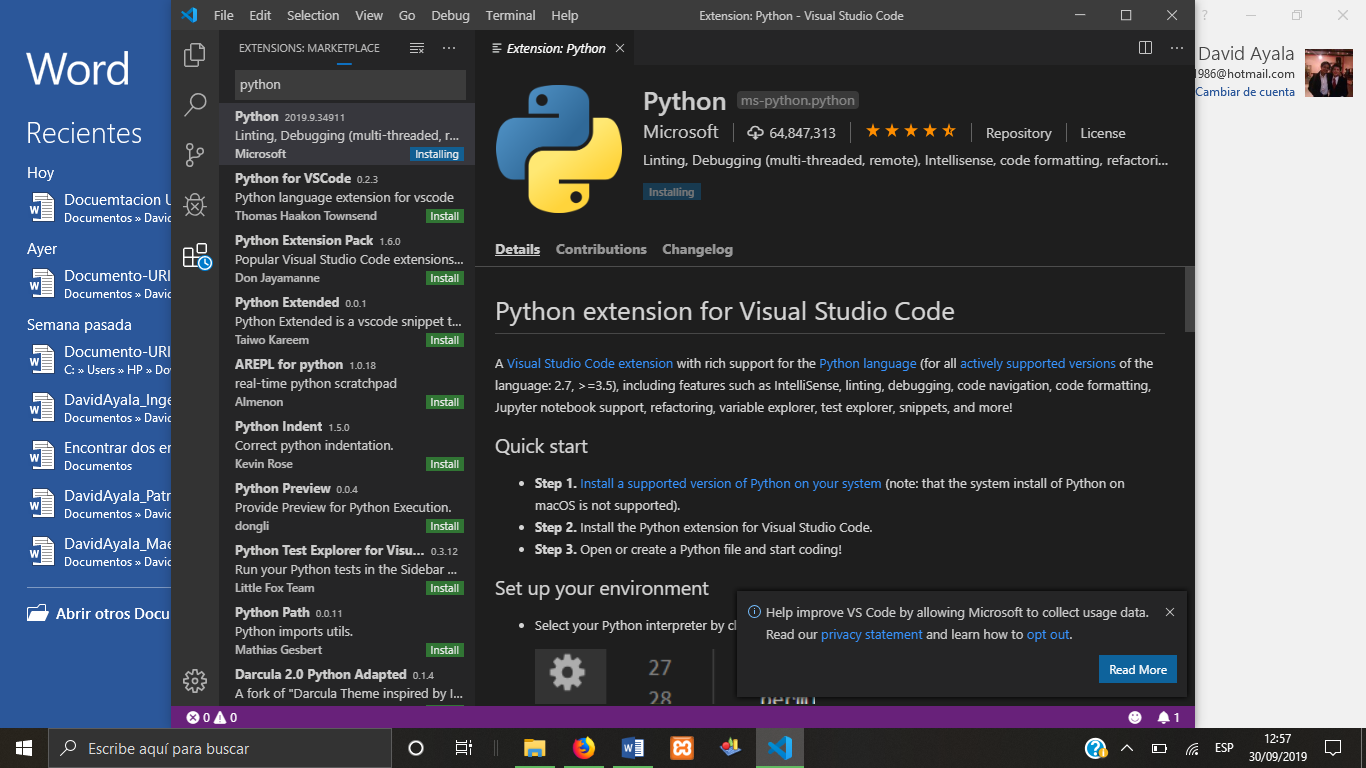 File Edit Selection View Go Debug Terminal Help
Extension: Python - Visual Studio Code
Word
Recientes
Hoy
Docuemtacion U
Documentos » David
Ayer
Documento-URI
Documentos » David
Semana pasada
Documento-URI
C: » Users » HP » Dov
DavidAyala_Inge
Documentos » David
Encontrar dos er
Documentos
DavidAyala_Patr
Documentos » David
DavidAyala_Mae
Documentos » David
Abrir otros Docu
EXTENSIONS: MARKETPLACE
python
Python 2019.9.34911
Linting, Debugging (multi-threaded, r...
Microsoft Installing
Python for VSCode 0.2.3
Python language extension for vscode
Thomas Haakon Townsend Install
Python Extension Pack 1.6.0
Popular Visual Studio Code extensions...
Don Jayamanne Install
Python Extended 0.0.1
Python Extended is a vscode snippet t...
Taiwo Kareem Install
AREPL for python 1.0.18
real-time python scratchpad
Almenon Install
Python Indent 1.5.0
Correct python indentation.
Kevin Rose Install
Python Preview 0.0.4
Provide Preview for Python Execution.
dongli Install
Python Test Explorer for Visu... 0.3.12
Run your Python tests in the Sidebar ...
Little Fox Team Install
Python Path 0.0.11
Python imports utils.
Mathias Gesbert Install
Darcula 2.0 Python Adapted 0.1.4
A fork of "Darcula Theme inspired by I...
Extension: Python
Python ms-python.python
Microsoft 64,847,313 Repository License
Linting, Debugging (multi-threaded, remote), Intellisense, code formatting, refactori...
Installing
Details Contributions Changelog
Python extension for Visual Studio Code
A Visual Studio Code extension with rich support for the Python language (for all actively supported versions of the
language: 2.7, >=3.5), including features such as IntelliSense, linting, debugging, code navigation, code formatting,
Jupyter notebook support, refactoring, variable explorer, test explorer, snippets, and more!
Quick start
• Step 1. Install a supported version of Python on your system (note: that the system install of Python on
macOS is not supported).
• Step 2. Install the Python extension for Visual Studio Code.
• Step 3. Open or create a Python file and start coding!
Set up your environment
• Select your Python interpreter by cl
27
28
Help improve VS Code by allowing Microsoft to collect usage data.
Read our privacy statement and learn how to opt out.
Read More
?
David Ayala
1986@hotmail.com
Cambiar de cuenta
0 0
1
Escribe aquí para buscar
ESP
12:57
30/09/2019